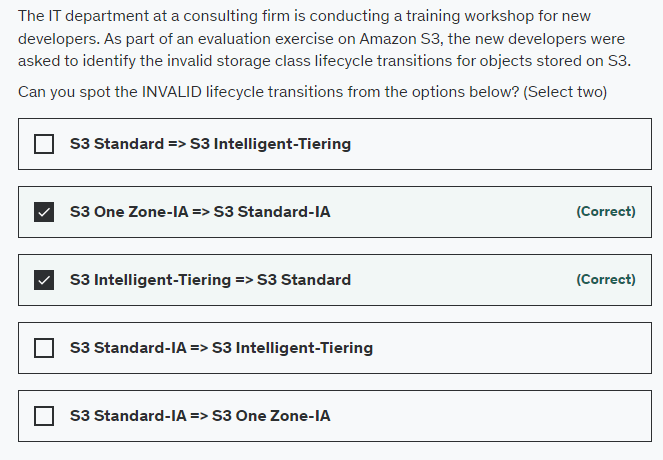 The IT department at a consulting firm is conducting a training workshop for new
developers. As part of an evaluation exercise on Amazon S3, the new developers were
asked to identify the invalid storage class lifecycle transitions for objects stored on S3.
Can you spot the INVALID lifecycle transitions from the options below? (Select two)
S3 Standard => S3 Intelligent-Tiering
S3 One Zone-IA => S3 Standard-IA (Correct)
S3 Intelligent-Tiering => S3 Standard (Correct)
S3 Standard-IA => S3 Intelligent-Tiering
S3 Standard-IA => S3 One Zone-IA